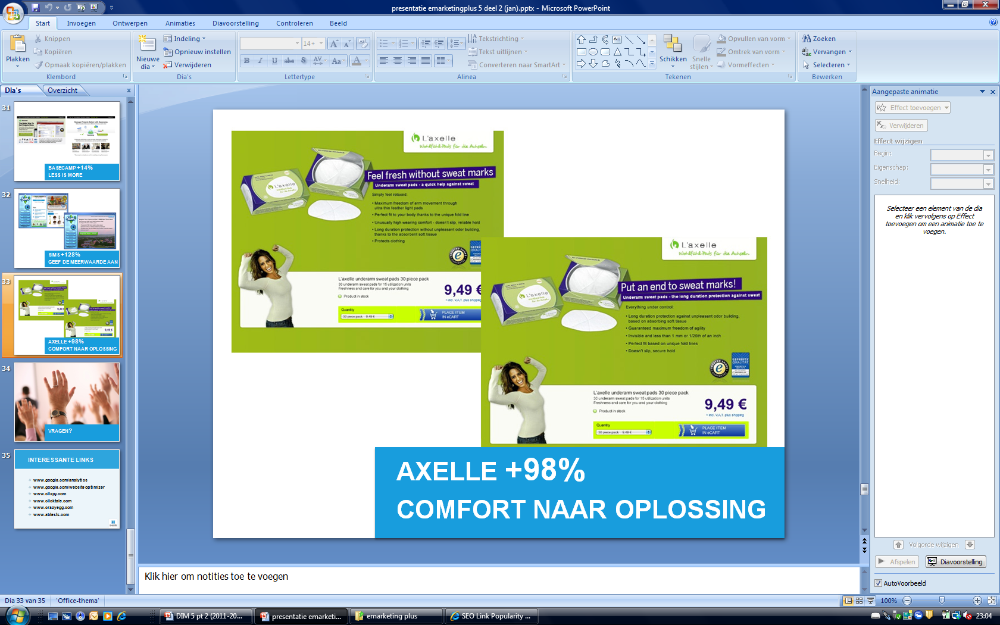 presentatie emarketingplus 5 deel 2 (jan).pptx - Microsoft PowerPoint
Start Invoegen Ontwerpen Animaties Diavoorstelling Controleren Beeld
Plakken
Knippen
Kopiëren
Opmaak kopiëren/plakken
Klembord
Nieuwe dia
Indeling
Opnieuw instellen
Verwijderen
Dia's
14
Lettertype
Tekstrichting
Tekst uitlijnen
Converteren naar SmartArt
Alinea
Schikken
Snelle stijlen
Opvullen van vorm
Omtrek van vorm
Vormeffecten
Tekenen
Zoeken
Vervangen
Selecteren
Bewerken
Dia's Overzicht
31
BASECAMP +14%
LESS IS MORE
32
SIMS +128%
GEEF DE MEERWAARDE AAN
33
AXELLE +98%
COMFORT NAAR OPLOSSING
34
VRAGEN?
35
INTERESSANTE LINKS
www.google.com/analytics
www.google.com/websiteoptimizer
www.clixpy.com
www.clicktale.com
www.crazyegg.com
www.abtests.com
L'axelle
Wohlfühl-Pads für die Achseln
Feel fresh without sweat marks
Underarm sweat pads - a quick help against sweat
Simply feel relaxed:
• Maximum freedom of arm movement through
ultra thin feather light pads
• Perfect fit to your body thanks to the unique fold line
• Unusually high wearing comfort - doesn't slip, reliable hold
• Long duration protection without unpleasant odor building,
thanks to the absorbent soft tissue
• Protects clothing
L'axelle underarm sweat pads 30 piece pack
30 underarm sweat pads for 15 utilization units
Freshness and care for you and your clothing
Product in stock
9,49 €
» incl. V.A.T. plus shipping
Quantity
30 piece pack 9.49 €
PLACE ITEM
IN eCART
L'axelle
Wohlfühl-Pads für die Achseln
Put an end to sweat marks!
Underarm sweat pads - the long duration protection against sweat
Everything under control:
• Long duration protection against unpleasant odor building,
based on absorbing soft tissue
• Guaranteed maximum freedom of agility
• Invisible and less than 1 mm or 1/25th of an inch
• Perfect fit based on unique fold lines
• Doesn't slip, secure hold
GEPRÜFTE
QUALITÄT
L'axelle underarm sweat pads 30 piece pack
30 underarm sweat pads for 15 utilization units
Freshness and care for you and your clothing
Product in stock
9,49 €
» incl. V.A.T. plus shipping
Quantity
30 piece pack 9.49 €
PLACE ITEM
IN eCART
AXELLE +98%
COMFORT NAAR OPLOSSING
Klik hier om notities toe te voegen
Aangepaste animatie
Effect toevoegen
Verwijderen
Effect wijzigen
Begin:
Eigenschap:
Snelheid:
Selecteer een element van de dia
en klik vervolgens op Effect
toevoegen om een animatie toe te
voegen.
Volgorde wijzigen
Afspelen
Diavoorstelling
AutoVoorbeeld
Dia 33 van 35 'Office-thema' 100%
DIM 5 pt 2 (2011-20... presentatie emarketi... emarketing plus SEO Link Popularity ... 23:04